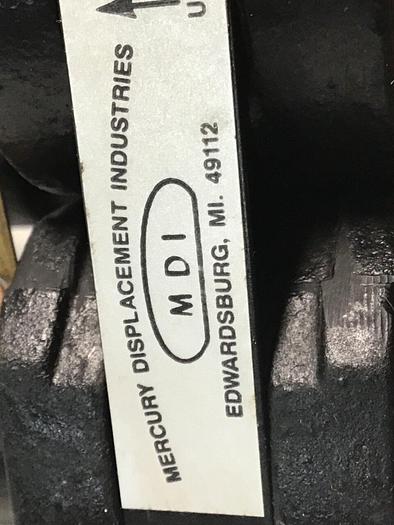 MERCURY DISPLACEMENT INDUSTRIES
MDI
EDWARDSBURG, MI. 49112
U